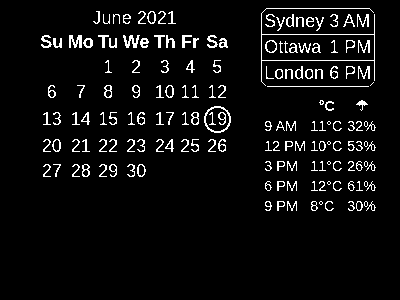 June 2021
Su Mo Tu We Th Fr Sa
1 2 3 4 5
6 7 8 9 10 11 12
13 14 15 16 17 18 19
20 21 22 23 24 25 26
27 28 29 30
Sydney 3 AM
Ottawa 1 PM
London 6 PM
°C ☂
9 AM 11°C 32%
12 PM 10°C 53%
3 PM 11°C 26%
6 PM 12°C 61%
9 PM 8°C 30%